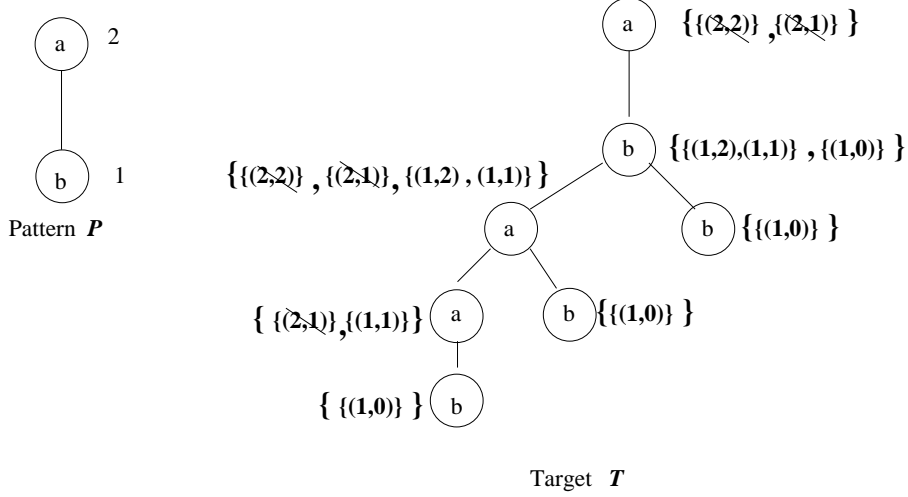 a {{(2,2)} ,{(2,1)} }
a 2
b {{(1,2),(1,1)} , {(1,0)} }
{{(2,2)} , {(2,1)}, {(1,2) , (1,1)} }
b 1
Pattern P
a b {{(1,0)} }
{ {(2,1)},{(1,1)}} a b {{(1,0)} }
{ {(1,0)} } b
Target T